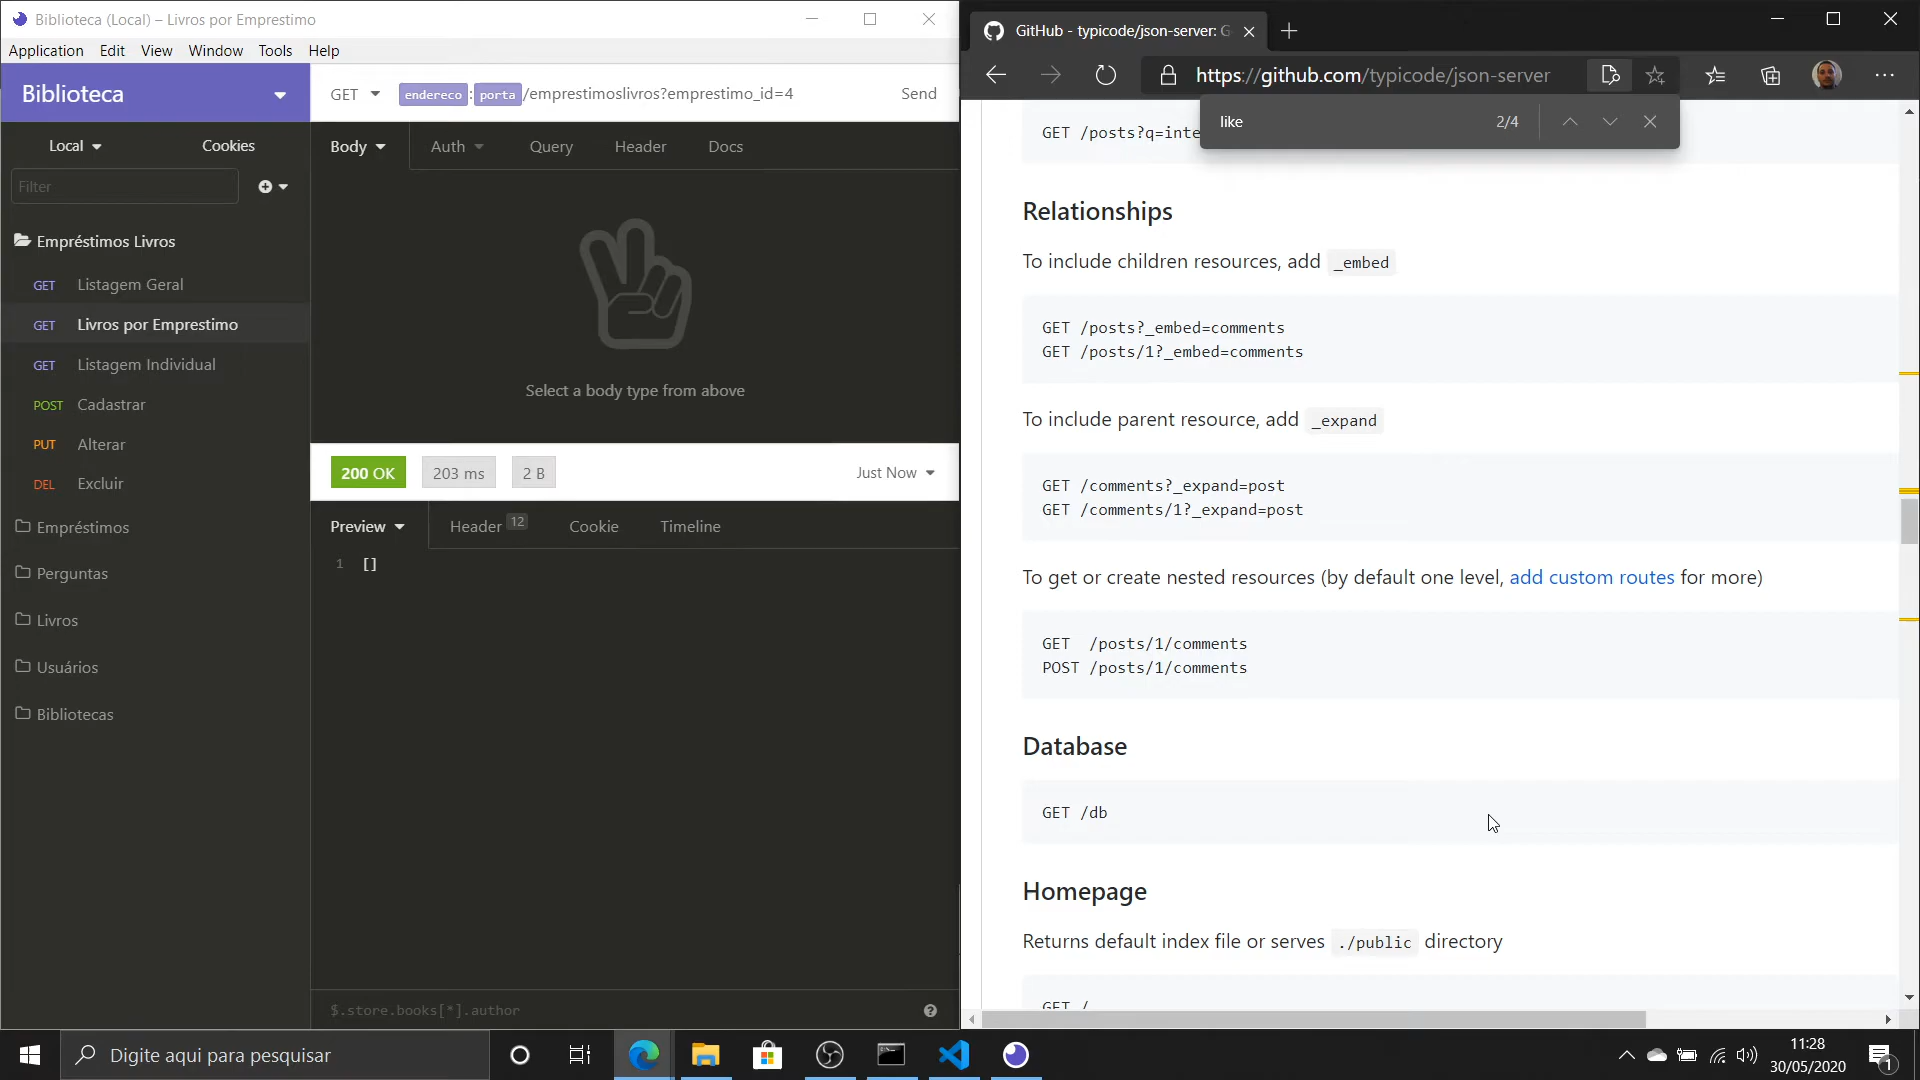 Biblioteca (Local) – Livros por Emprestimo
Application Edit View Window Tools Help
Biblioteca
GET endereco : porta /emprestimoslivros?emprestimo_id=4 Send
Local Cookies
Body Auth Query Header Docs
Filter
Empréstimos Livros
GET Listagem Geral
GET Livros por Emprestimo
GET Listagem Individual
POST Cadastrar
PUT Alterar
DEL Excluir
Empréstimos
Perguntas
Livros
Usuários
Bibliotecas
Select a body type from above
200 OK 203 ms 2 B Just Now
Preview Header 12 Cookie Timeline
1 []
$.store.books[*].author
GitHub - typicode/json-server: G
https://github.com/typicode/json-server
like 2/4
GET /posts?q=inte
Relationships
To include children resources, add _embed
GET /posts?_embed=comments
GET /posts/1?_embed=comments
To include parent resource, add _expand
GET /comments?_expand=post
GET /comments/1?_expand=post
To get or create nested resources (by default one level, add custom routes for more)
GET /posts/1/comments
POST /posts/1/comments
Database
GET /db
Homepage
Returns default index file or serves ./public directory
GET /
Digite aqui para pesquisar
11:28
30/05/2020
1